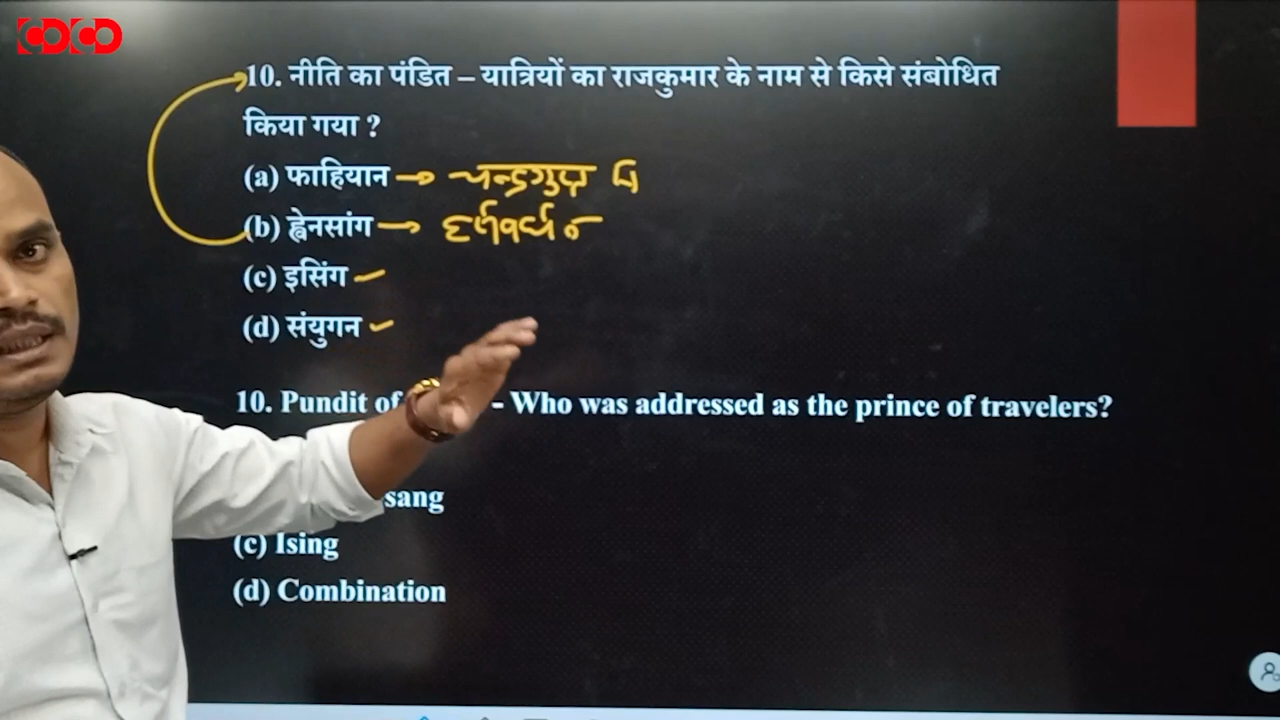 10. नीति का पंडित – यात्रियों का राजकुमार के नाम से किसे संबोधित
किया गया ?
(a) फाहियान → चन्द्रगुप्त
(b) ह्वेनसांग → हर्षवर्धन
(c) इसिंग
(d) संयुगन
10. Pundit of - Who was addressed as the prince of travelers?
sang
(c) Ising
(d) Combination